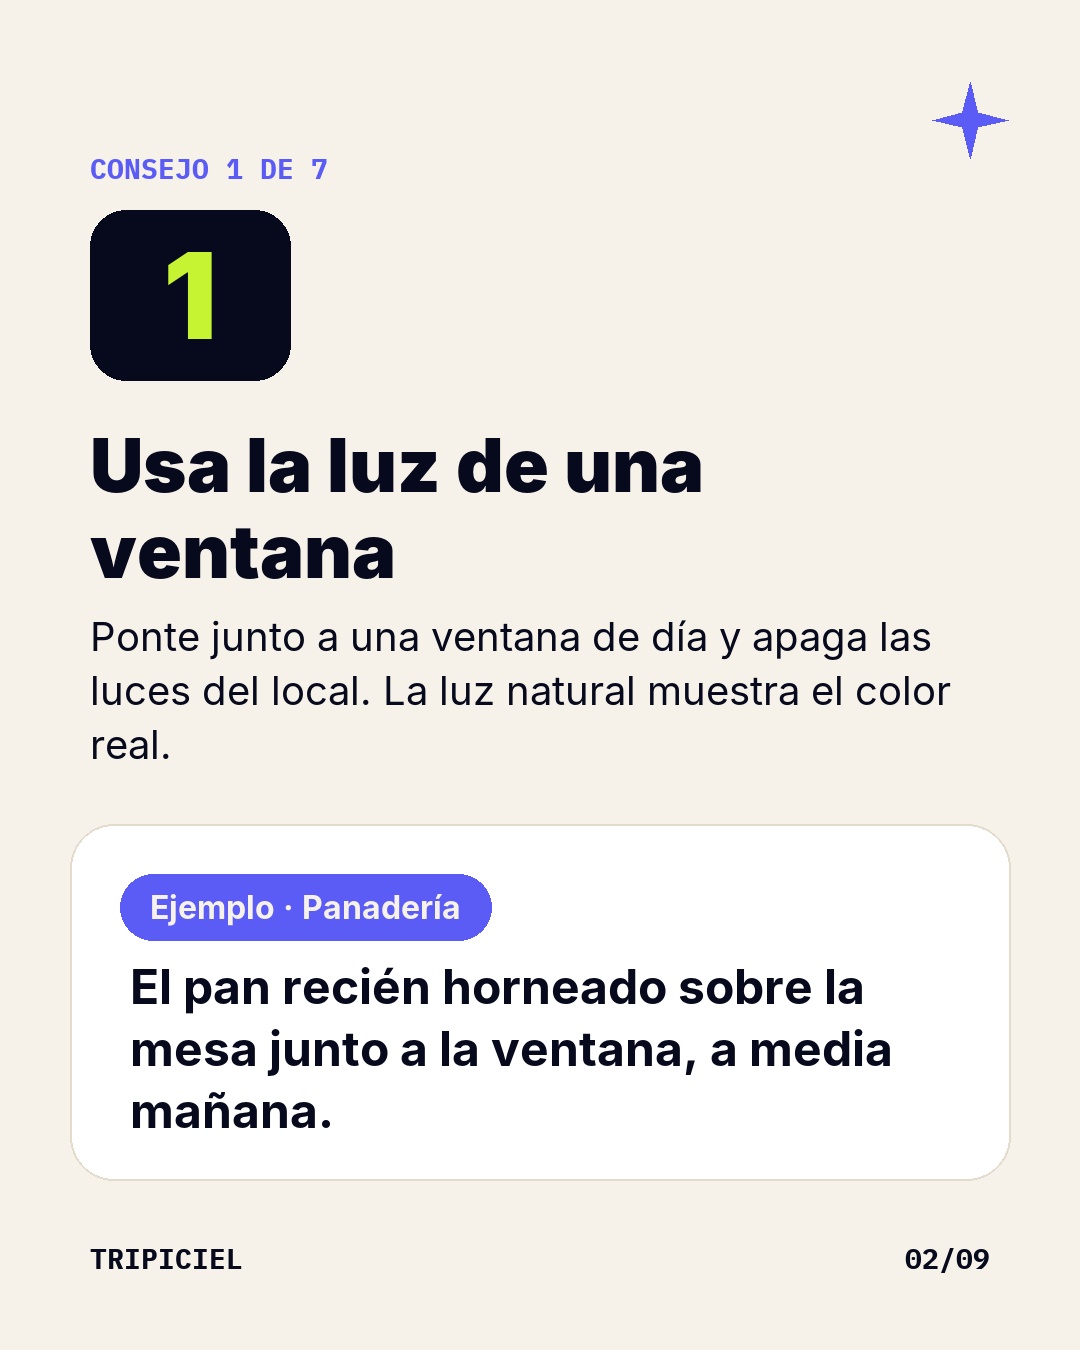 CONSEJO 1 DE 7
1
Usa la luz de una
ventana
Ponte junto a una ventana de día y apaga las
luces del local. La luz natural muestra el color
real.
Ejemplo · Panadería
El pan recién horneado sobre la
mesa junto a la ventana, a media
mañana.
TRIPICIEL
02/09